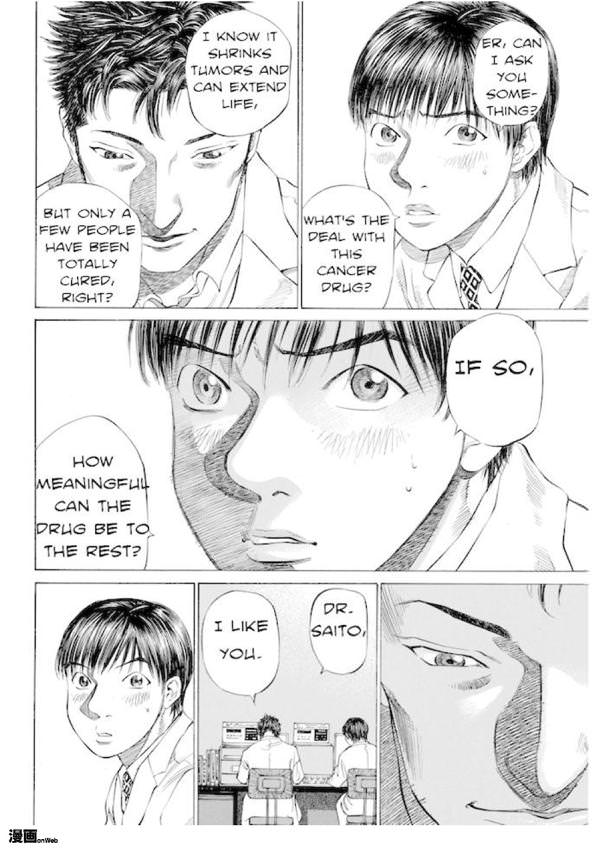 ER, CAN
I ASK
YOU
SOME-
THING?
WHAT'S THE
DEAL WITH
THIS
CANCER
DRUG?
I KNOW IT
SHRINKS
TUMORS AND
CAN EXTEND
LIFE,
BUT ONLY A
FEW PEOPLE
HAVE BEEN
TOTALLY
CURED,
RIGHT?
IF SO,
HOW
MEANINGFUL
CAN THE
DRUG BE TO
THE REST?
DR.
SAITO,
I LIKE
YOU.
漫画onWeb